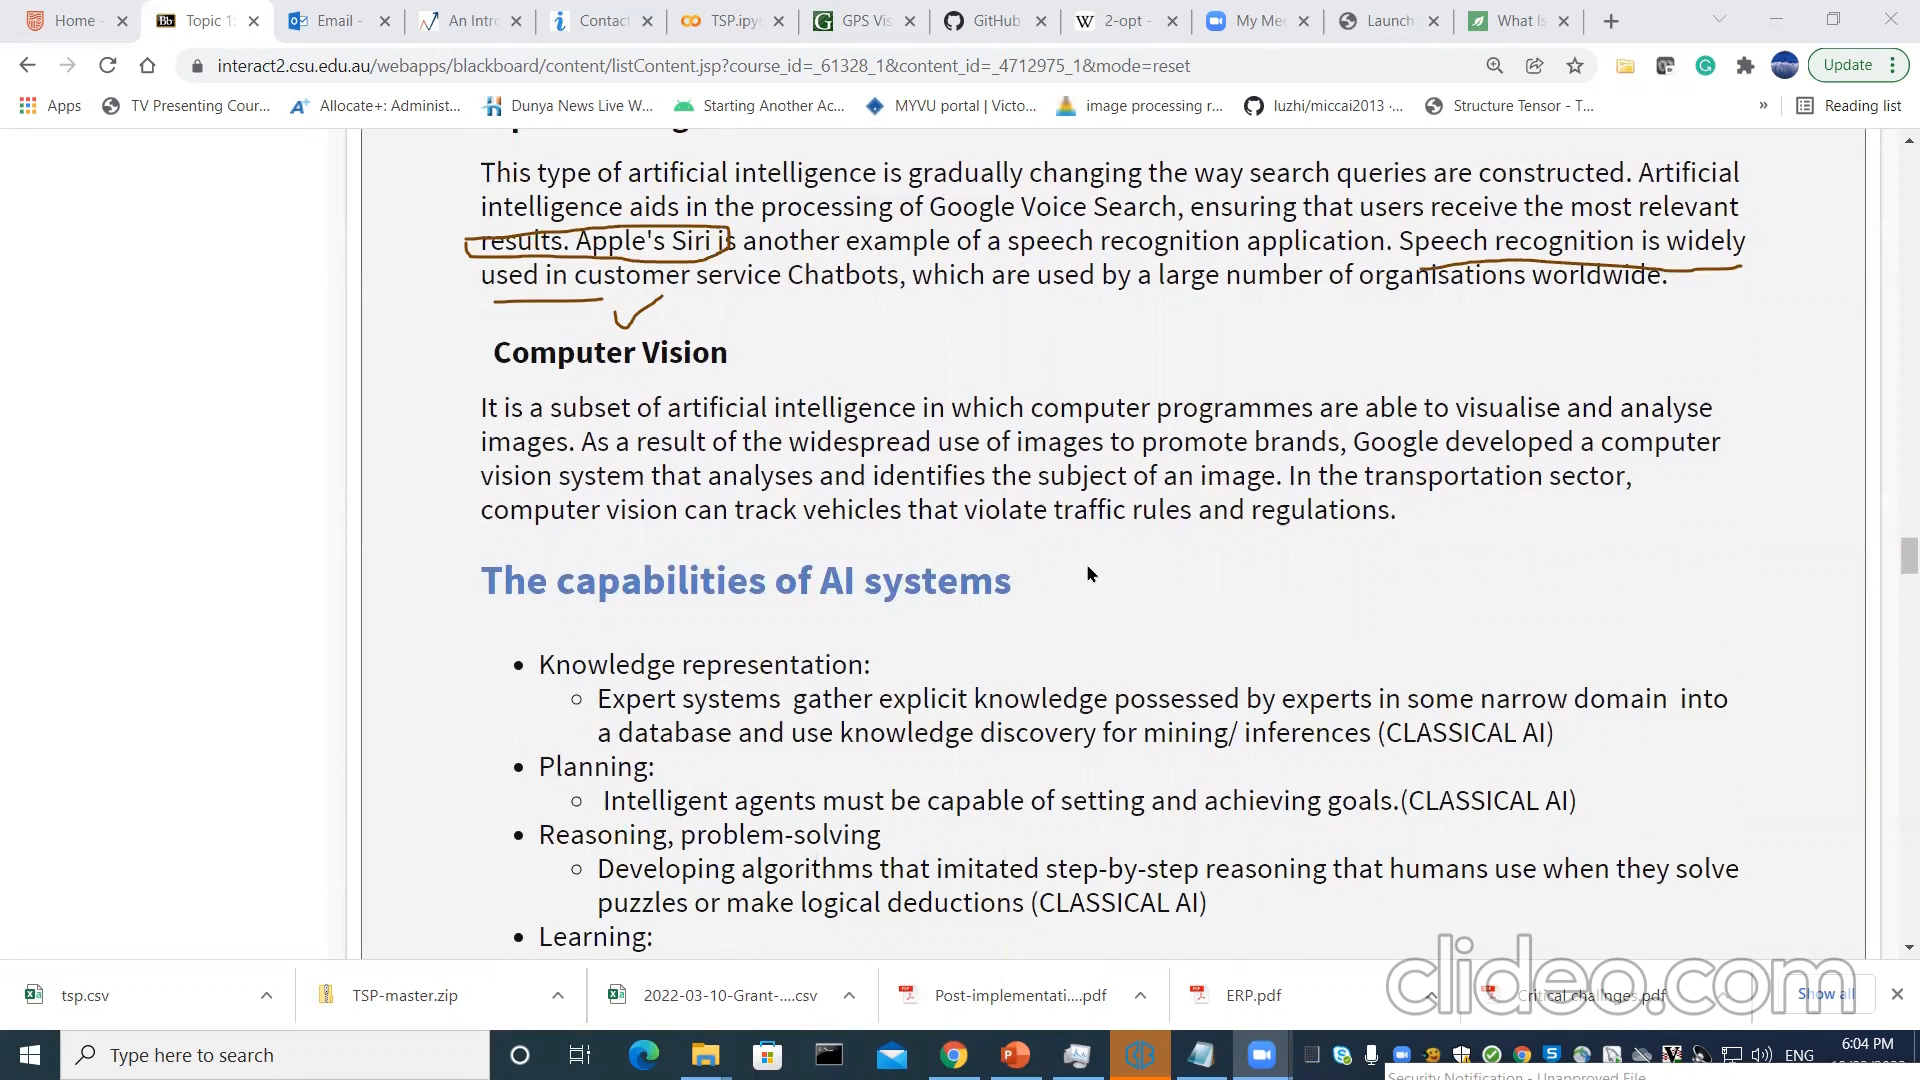 Home -
Topic 1:
Email -
An Intro
Contact
TSP.ipyn
GPS Vis
GitHub
2-opt -
My Mee
Launch
What Is
interact2.csu.edu.au/webapps/blackboard/content/listContent.jsp?course_id=_61328_1&content_id=_4712975_1&mode=reset
Update
Apps
TV Presenting Cour...
Allocate+: Administ...
Dunya News Live W...
Starting Another Ac...
MYVU portal | Victo...
image processing r...
luzhi/miccai2013 ·...
Structure Tensor - T...
»
Reading list
This type of artificial intelligence is gradually changing the way search queries are constructed. Artificial
intelligence aids in the processing of Google Voice Search, ensuring that users receive the most relevant
results. Apple's Siri is another example of a speech recognition application. Speech recognition is widely
used in customer service Chatbots, which are used by a large number of organisations worldwide.
Computer Vision
It is a subset of artificial intelligence in which computer programmes are able to visualise and analyse
images. As a result of the widespread use of images to promote brands, Google developed a computer
vision system that analyses and identifies the subject of an image. In the transportation sector,
computer vision can track vehicles that violate traffic rules and regulations.
The capabilities of AI systems
• Knowledge representation:
○ Expert systems gather explicit knowledge possessed by experts in some narrow domain into
a database and use knowledge discovery for mining/ inferences (CLASSICAL AI)
• Planning:
○ Intelligent agents must be capable of setting and achieving goals.(CLASSICAL AI)
• Reasoning, problem-solving
○ Developing algorithms that imitated step-by-step reasoning that humans use when they solve
puzzles or make logical deductions (CLASSICAL AI)
• Learning:
clideo.com
tsp.csv
TSP-master.zip
2022-03-10-Grant-....csv
Post-implementati....pdf
ERP.pdf
Critical challnges.pdf
Show all
Type here to search
ENG
6:04 PM
Security Notification - Unapproved File